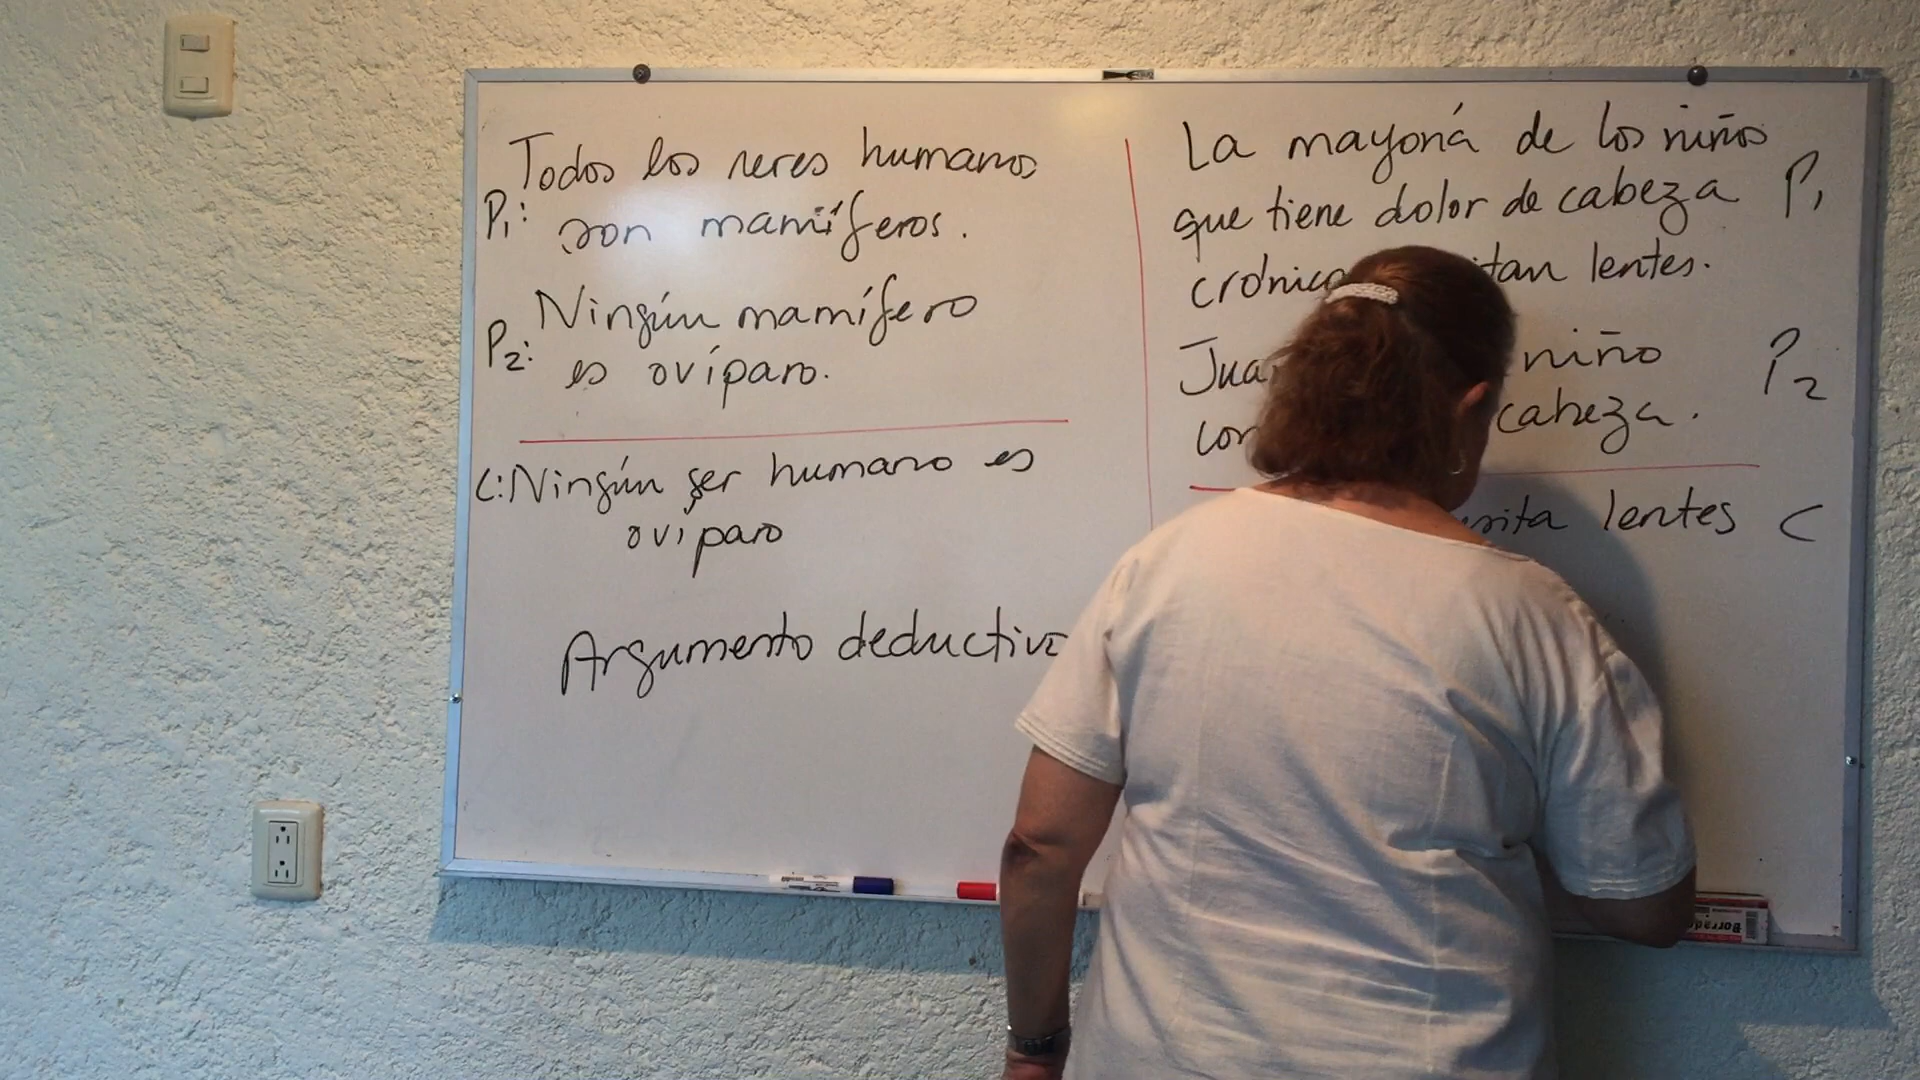 Todos los seres humanos
P1: son mamíferos.
Ningún mamífero
P2: es ovíparo.
C: Ningún ser humano es
ovíparo
Argumento deductivo
La mayoría de los niños
que tiene dolor de cabeza P1
lentes.
niño P2
cabeza.
lentes C
Borrador